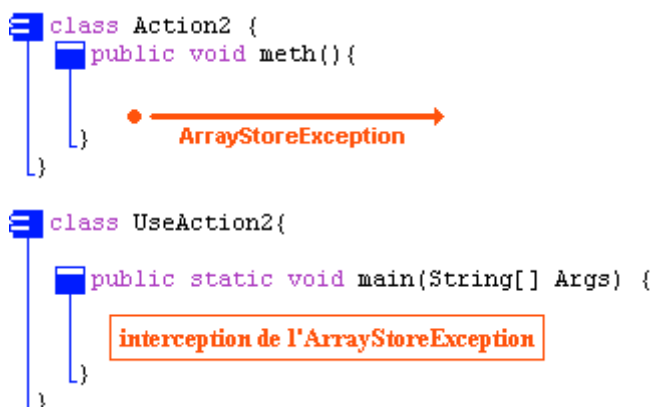 class Action2 {
public void meth(){
ArrayStoreException
}
}
class UseAction2{
public static void main(String[] Args) {
interception de l'ArrayStoreException
}
}